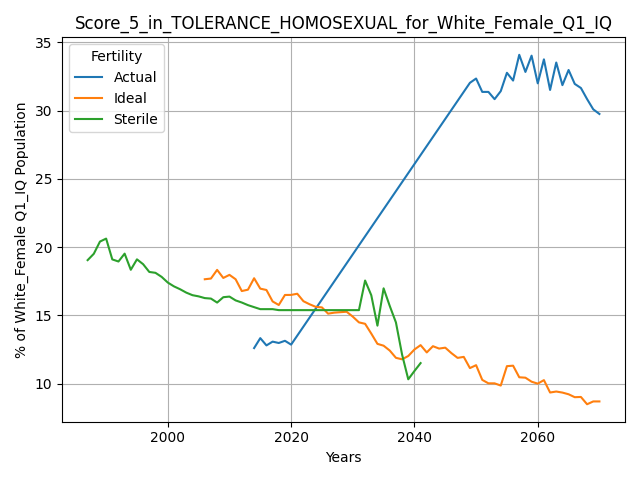 Score_5_in_TOLERANCE_HOMOSEXUAL_for_White_Female_Q1_IQ
Fertility
Actual
Ideal
Sterile
35
30
25
20
15
10
% of White_Female Q1_IQ Population
2000
2020
2040
2060
Years